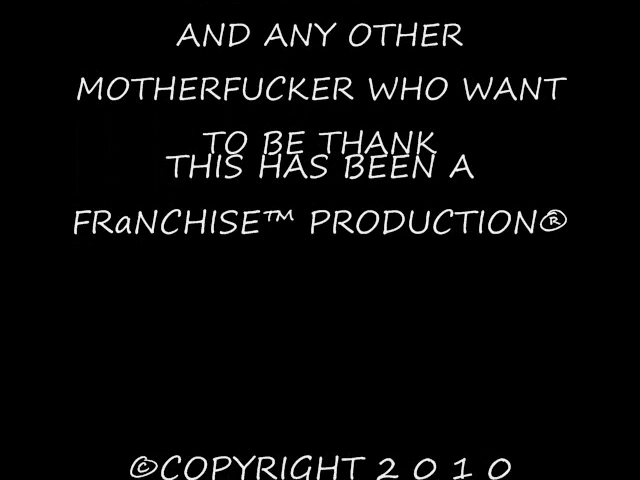 AND ANY OTHER
MOTHERFUCKER WHO WANT
TO BE THANK
THIS HAS BEEN A
FRaNCHISE™ PRODUCTION®
©COPYRIGHT 2 0 1 0